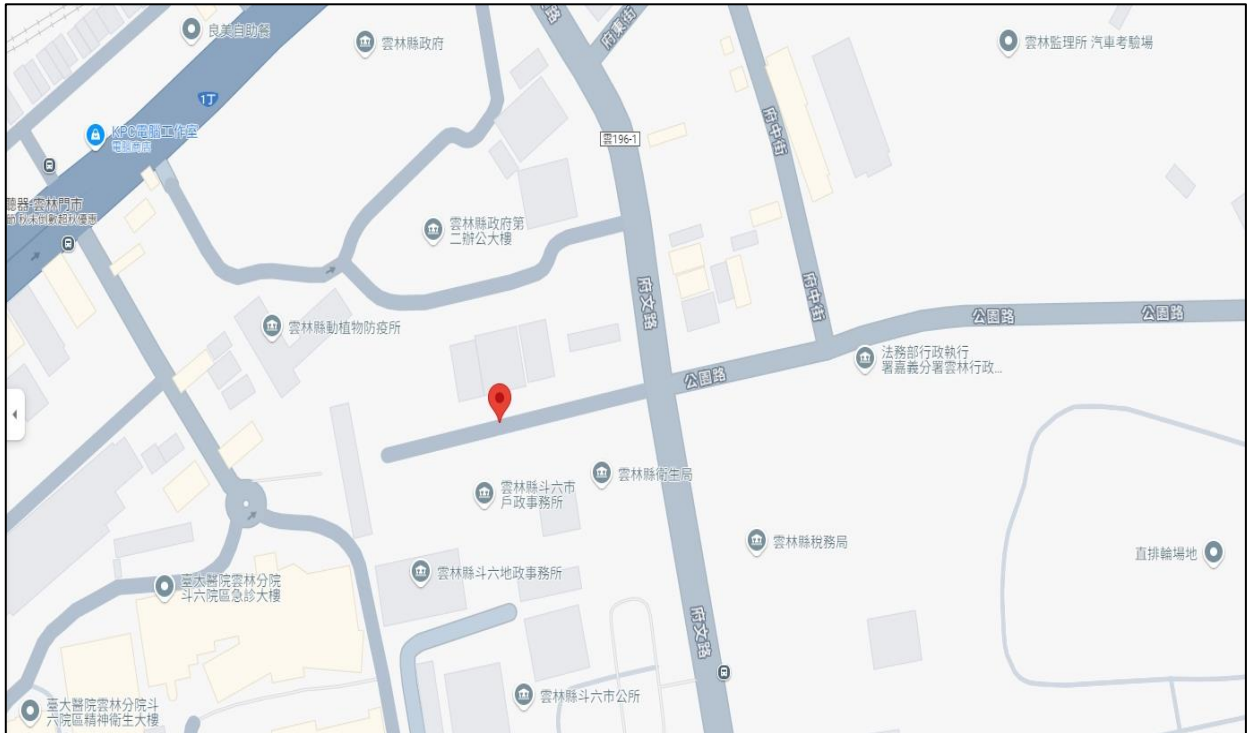 良美自助餐
雲林縣政府
府東街
雲林監理所 汽車考驗場
1丁
KPC電腦工作室
電腦商店
雲196-1
府中街
聽器-雲林門市
雲林縣政府第
二辦公大樓
府文路
府中街
公園路
公園路
雲林縣動植物防疫所
公園路
法務部行政執行
署嘉義分署雲林行政...
雲林縣衛生局
雲林縣斗六市
戶政事務所
雲林縣稅務局
直排輪場地
雲林縣斗六地政事務所
臺大醫院雲林分院
斗六院區急診大樓
府文路
雲林縣斗六市公所
臺大醫院雲林分院斗
六院區精神衛生大樓